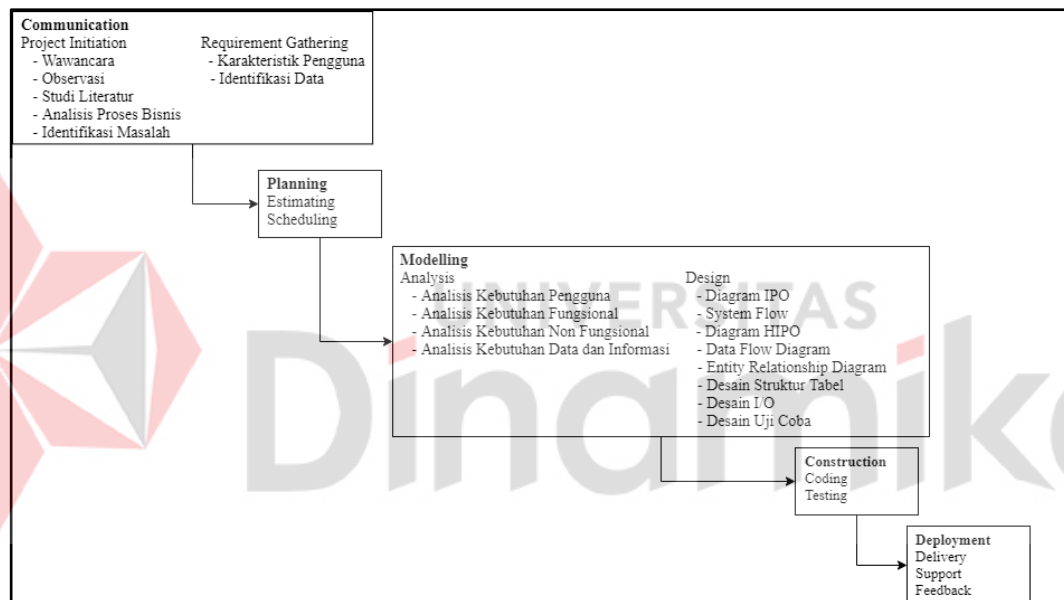 Communication
Project Initiation
- Wawancara
- Observasi
- Studi Literatur
- Analisis Proses Bisnis
- Identifikasi Masalah
Requirement Gathering
- Karakteristik Pengguna
- Identifikasi Data
Planning
Estimating
Scheduling
Modelling
Analysis
- Analisis Kebutuhan Pengguna
- Analisis Kebutuhan Fungsional
- Analisis Kebutuhan Non Fungsional
- Analisis Kebutuhan Data dan Informasi
Design
- Diagram IPO
- System Flow
- Diagram HIPO
- Data Flow Diagram
- Entity Relationship Diagram
- Desain Struktur Tabel
- Desain I/O
- Desain Uji Coba
UNIVERSITAS
Dinamika
Construction
Coding
Testing
Deployment
Delivery
Support
Feedback